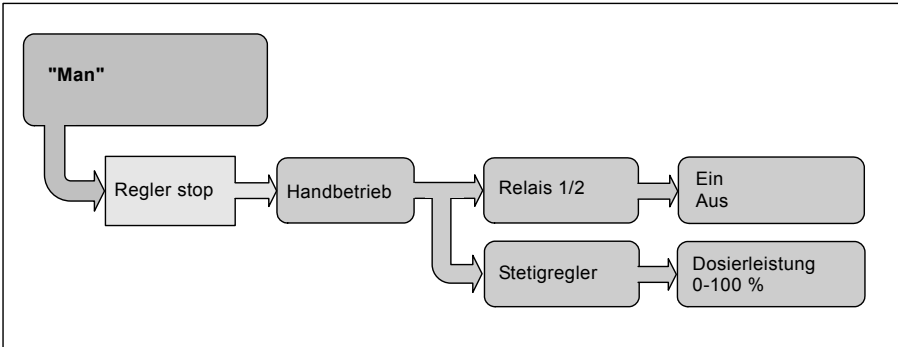 "Man"
Regler stop
Handbetrieb
Relais 1/2
Ein
Aus
Stetigregler
Dosierleistung
0-100 %